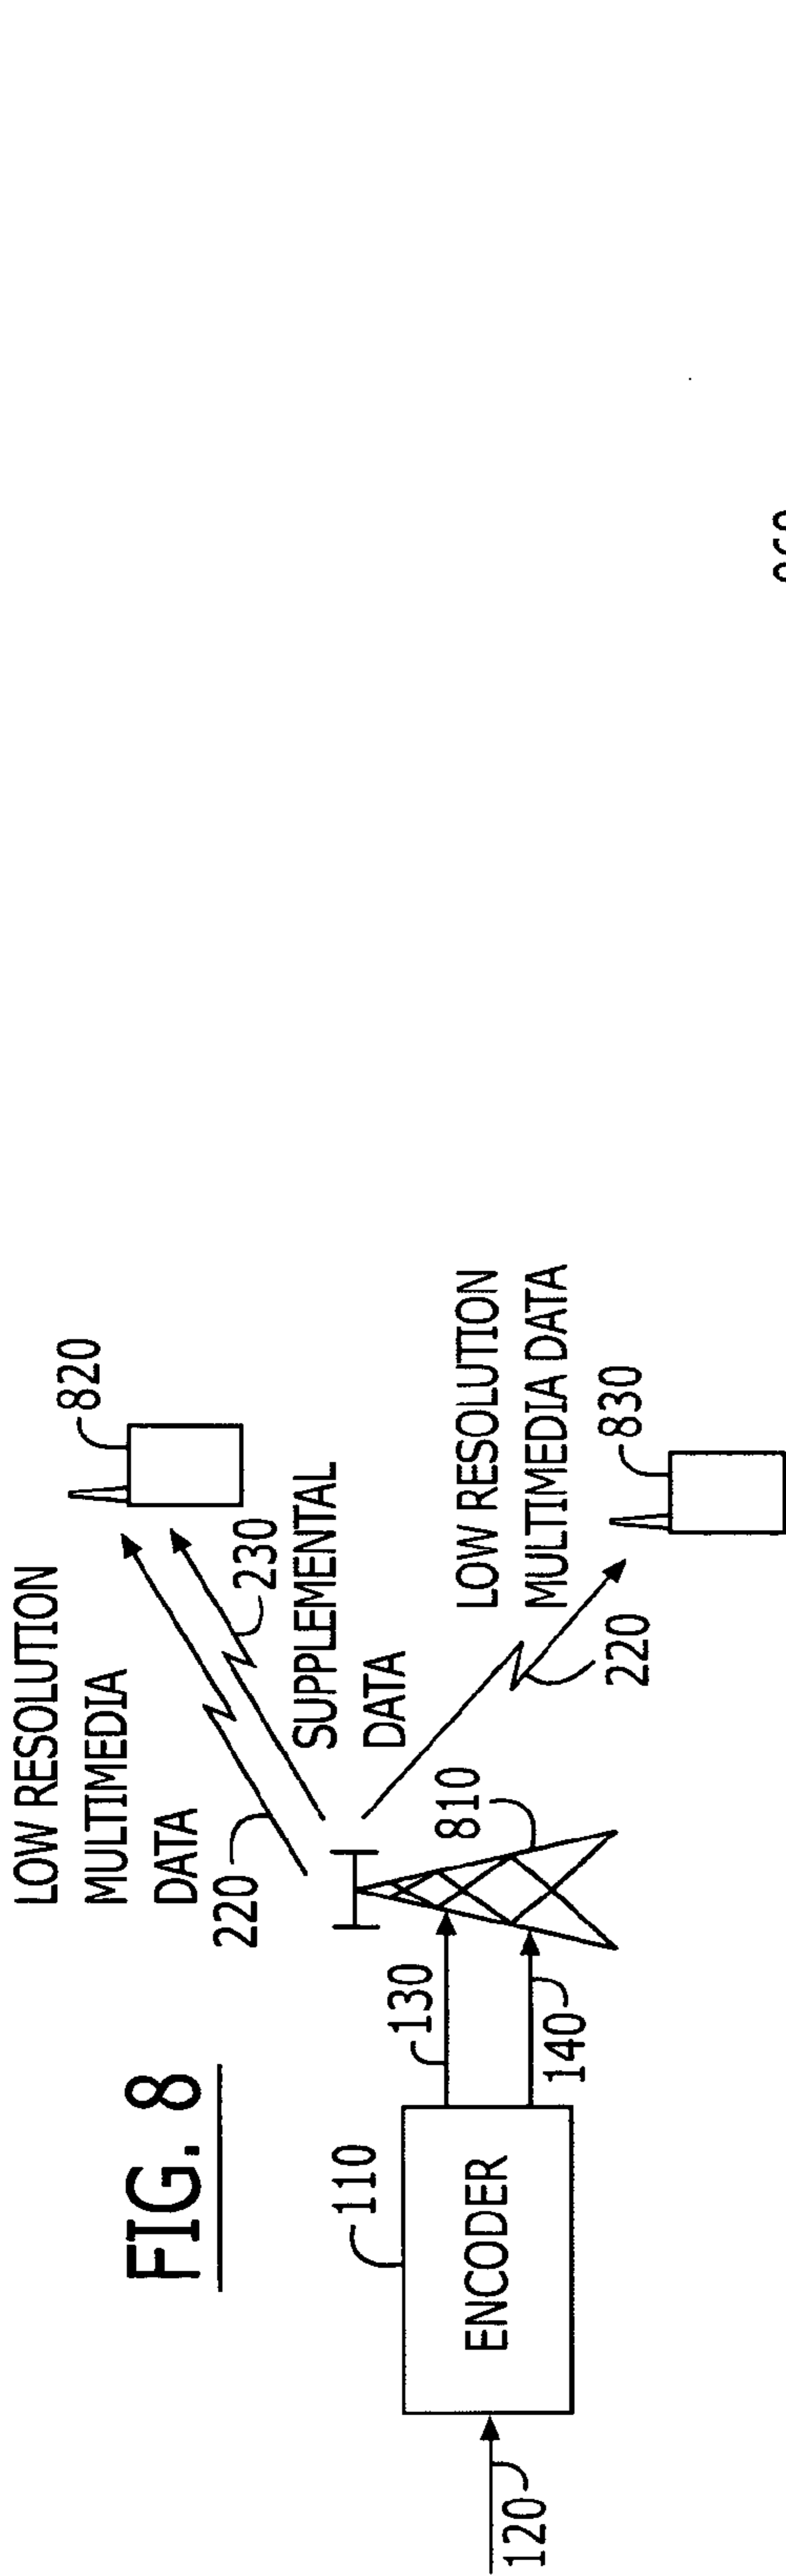 FIG. 8
LOW RESOLUTION
MULTIMEDIA
DATA
220
820
230
SUPPLEMENTAL
DATA
110
ENCODER
120
130
140
810
LOW RESOLUTION
MULTIMEDIA DATA
220
830